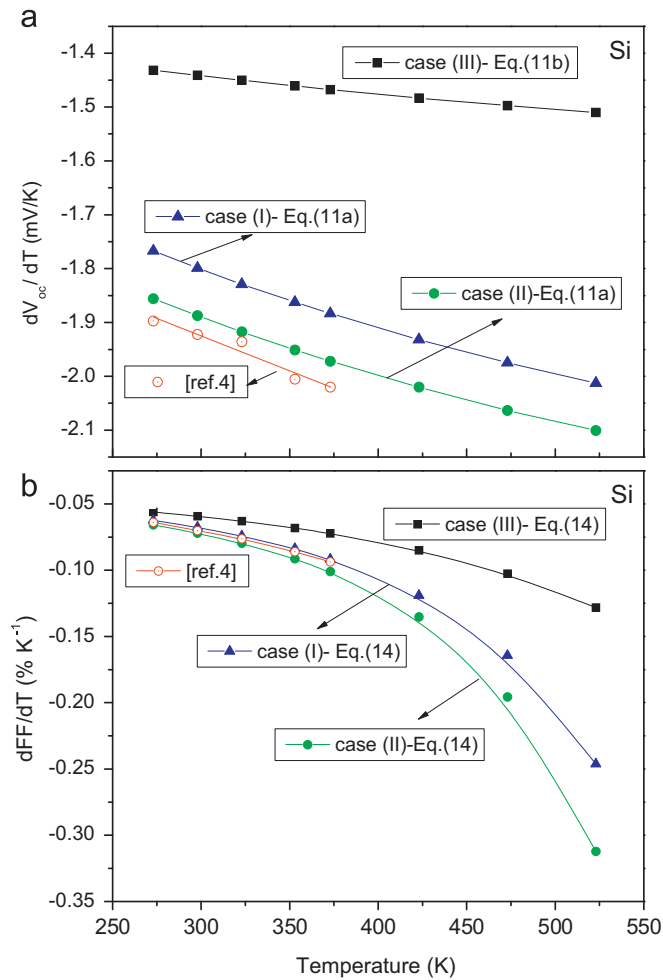 a
Si
-1.4
-1.5
-1.6
-1.7
-1.8
-1.9
-2.0
-2.1
dV_oc / dT (mV/K)
case (III)- Eq.(11b)
case (I)- Eq.(11a)
case (II)-Eq.(11a)
[ref.4]
b
Si
-0.05
-0.10
-0.15
-0.20
-0.25
-0.30
-0.35
dFF/dT (% K⁻¹)
case (III)- Eq.(14)
[ref.4]
case (I)- Eq.(14)
case (II)-Eq.(14)
250 300 350 400 450 500 550 600 650
Temperature (K)